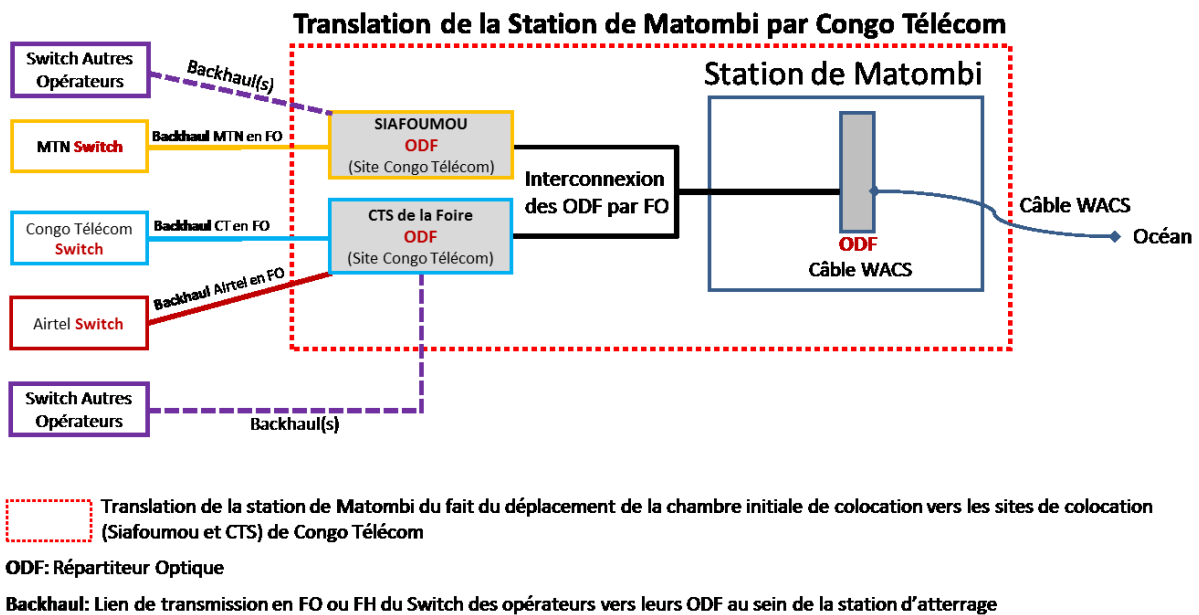 Translation de la Station de Matombi par Congo Télécom
Switch Autres
Opérateurs
Backhaul(s)
Station de Matombi
MTN Switch
Backhaul MTN en FO
SIAFOUMOU
ODF
(Site Congo Télécom)
Interconnexion
des ODF par FO
Congo Télécom
Switch
Backhaul CT en FO
CTS de la Foire
ODF
(Site Congo Télécom)
Câble WACS
Océan
ODF
Câble WACS
Airtel Switch
Backhaul Airtel en FO
Switch Autres
Opérateurs
Backhaul(s)
Translation de la station de Matombi du fait du déplacement de la chambre initiale de colocation vers les sites de colocation
(Siafoumou et CTS) de Congo Télécom
ODF: Répartiteur Optique
Backhaul: Lien de transmission en FO ou FH du Switch des opérateurs vers leurs ODF au sein de la station d'atterrage